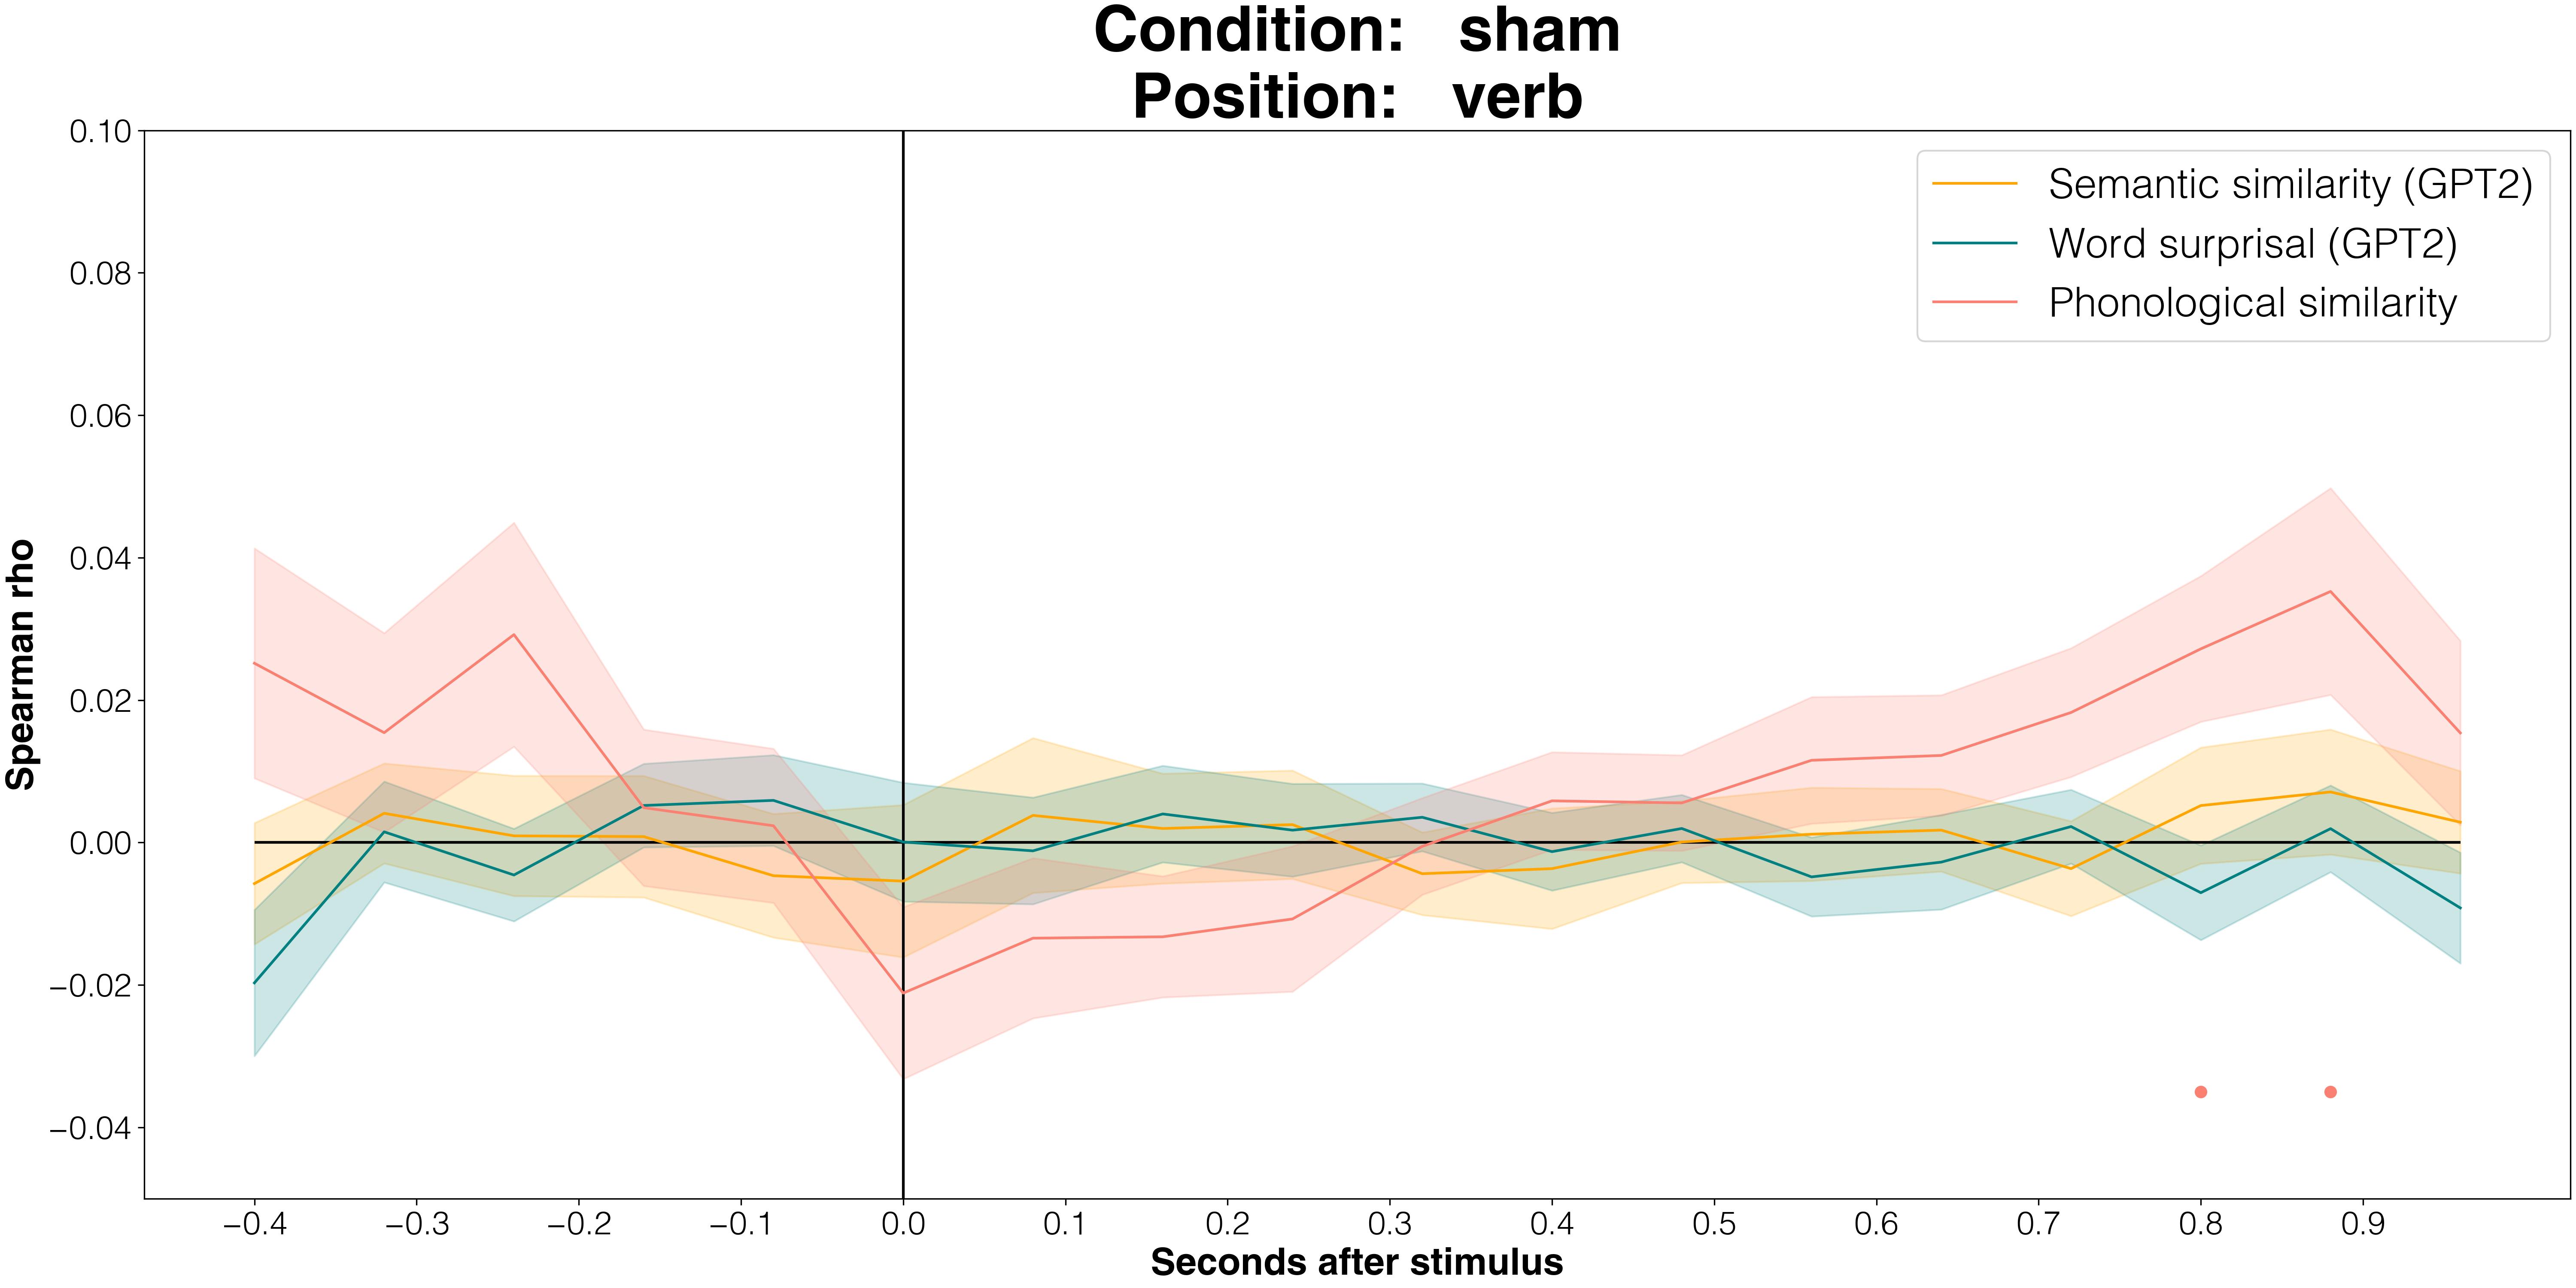 Condition:   sham
Position:   verb
0.10
0.08
0.06
0.04
0.02
0.00
−0.02
−0.04
Spearman rho
Semantic similarity (GPT2)
Word surprisal (GPT2)
Phonological similarity
−0.4 −0.3 −0.2 −0.1 0.0 0.1 0.2 0.3 0.4 0.5 0.6 0.7 0.8 0.9
Seconds after stimulus